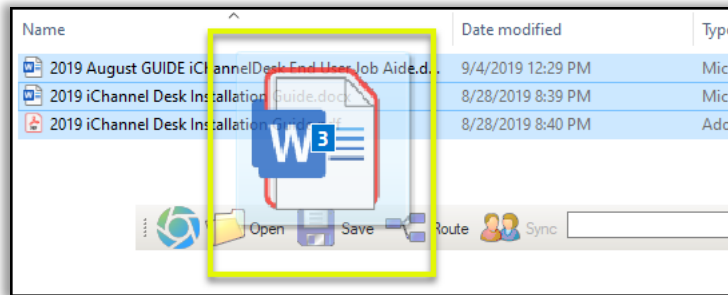 Name Date modified Type
2019 August GUIDE iChannelDesk End User Job Aide.d... 9/4/2019 12:29 PM Mic
2019 iChannel Desk Installation Guide.docx 8/28/2019 8:39 PM Mic
2019 iChannel Desk Installation Guide.pdf 8/28/2019 8:40 PM Ado
W 3
Open Save Route Sync